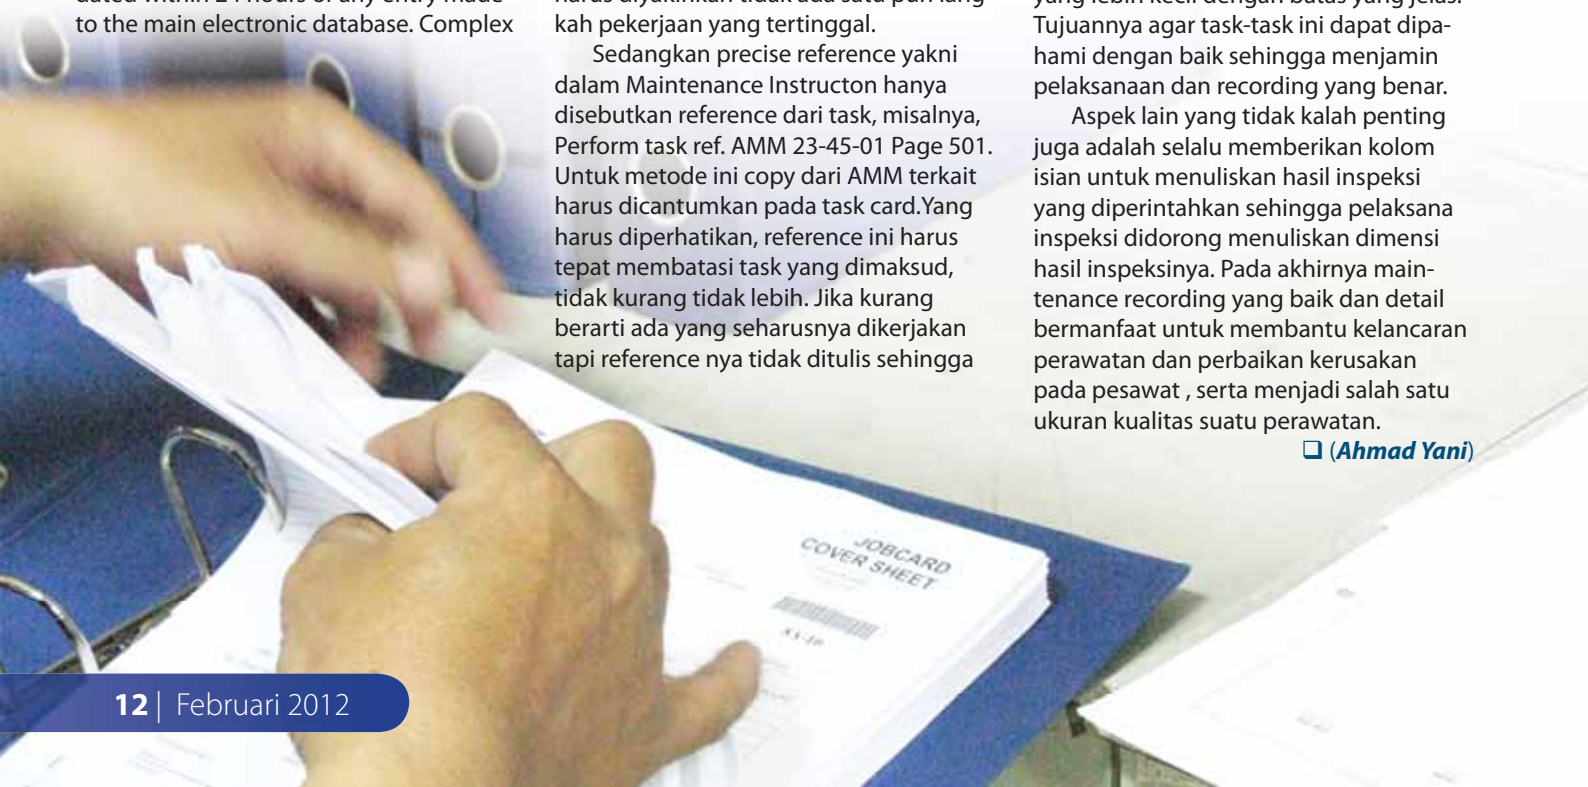 to the main electronic database. Complex
kah pekerjaan yang tertinggal.
Sedangkan precise reference yakni
dalam Maintenance Instructon hanya
disebutkan reference dari task, misalnya,
Perform task ref. AMM 23-45-01 Page 501.
Untuk metode ini copy dari AMM terkait
harus dicantumkan pada task card.Yang
harus diperhatikan, reference ini harus
tepat membatasi task yang dimaksud,
tidak kurang tidak lebih. Jika kurang
berarti ada yang seharusnya dikerjakan
tapi reference nya tidak ditulis sehingga
yang lebih kecil dengan batas yang jelas.
Tujuannya agar task-task ini dapat dipa-
hami dengan baik sehingga menjamin
pelaksanaan dan recording yang benar.
Aspek lain yang tidak kalah penting
juga adalah selalu memberikan kolom
isian untuk menuliskan hasil inspeksi
yang diperintahkan sehingga pelaksana
inspeksi didorong menuliskan dimensi
hasil inspeksinya. Pada akhirnya main-
tenance recording yang baik dan detail
bermanfaat untuk membantu kelancaran
perawatan dan perbaikan kerusakan
pada pesawat , serta menjadi salah satu
ukuran kualitas suatu perawatan.
❑ (Ahmad Yani)
JOBCARD
COVER SHEET
12 | Februari 2012